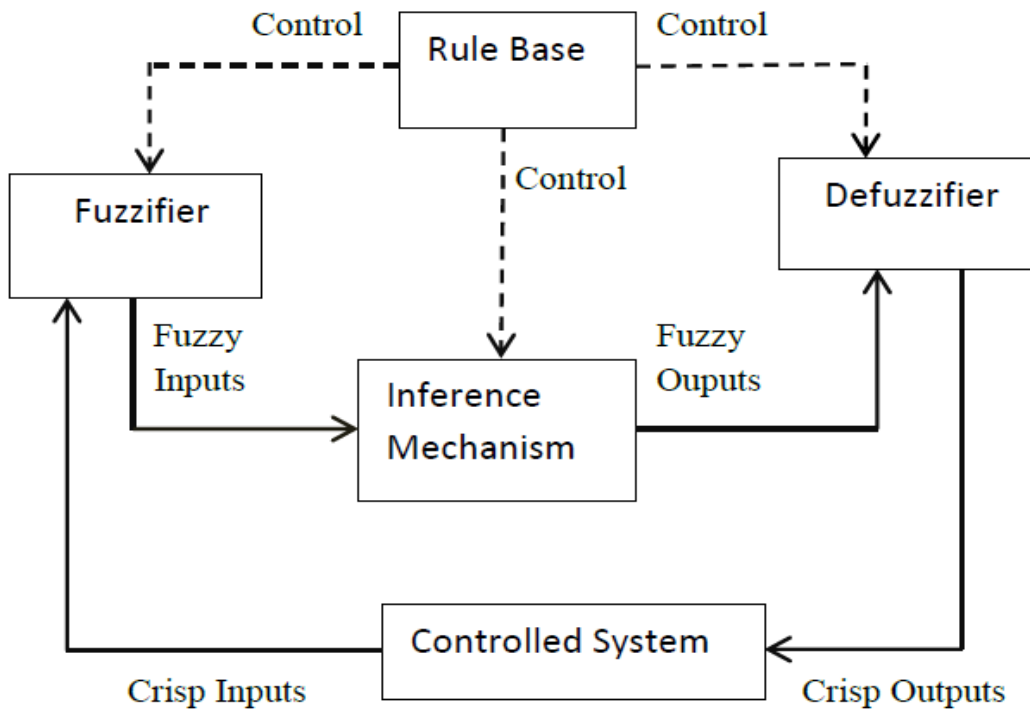 Control
Rule Base
Control
Control
Fuzzifier
Defuzzifier
Fuzzy
Inputs
Fuzzy
Ouputs
Inference
Mechanism
Controlled System
Crisp Inputs
Crisp Outputs